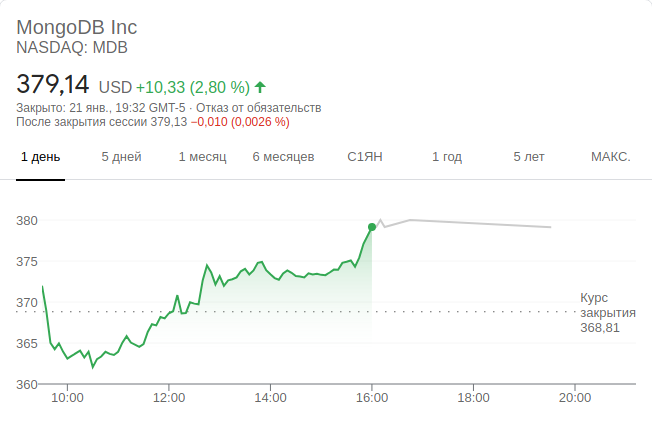 MongoDB Inc
NASDAQ: MDB
379,14 USD +10,33 (2,80 %)
Закрыто: 21 янв., 19:32 GMT-5 · Отказ от обязательств
После закрытия сессии 379,13 −0,010 (0,0026 %)
1 день 5 дней 1 месяц 6 месяцев С1ЯН 1 год 5 лет МАКС.
380
375
370
365
360
Курс
закрытия
368,81
10:00 12:00 14:00 16:00 18:00 20:00